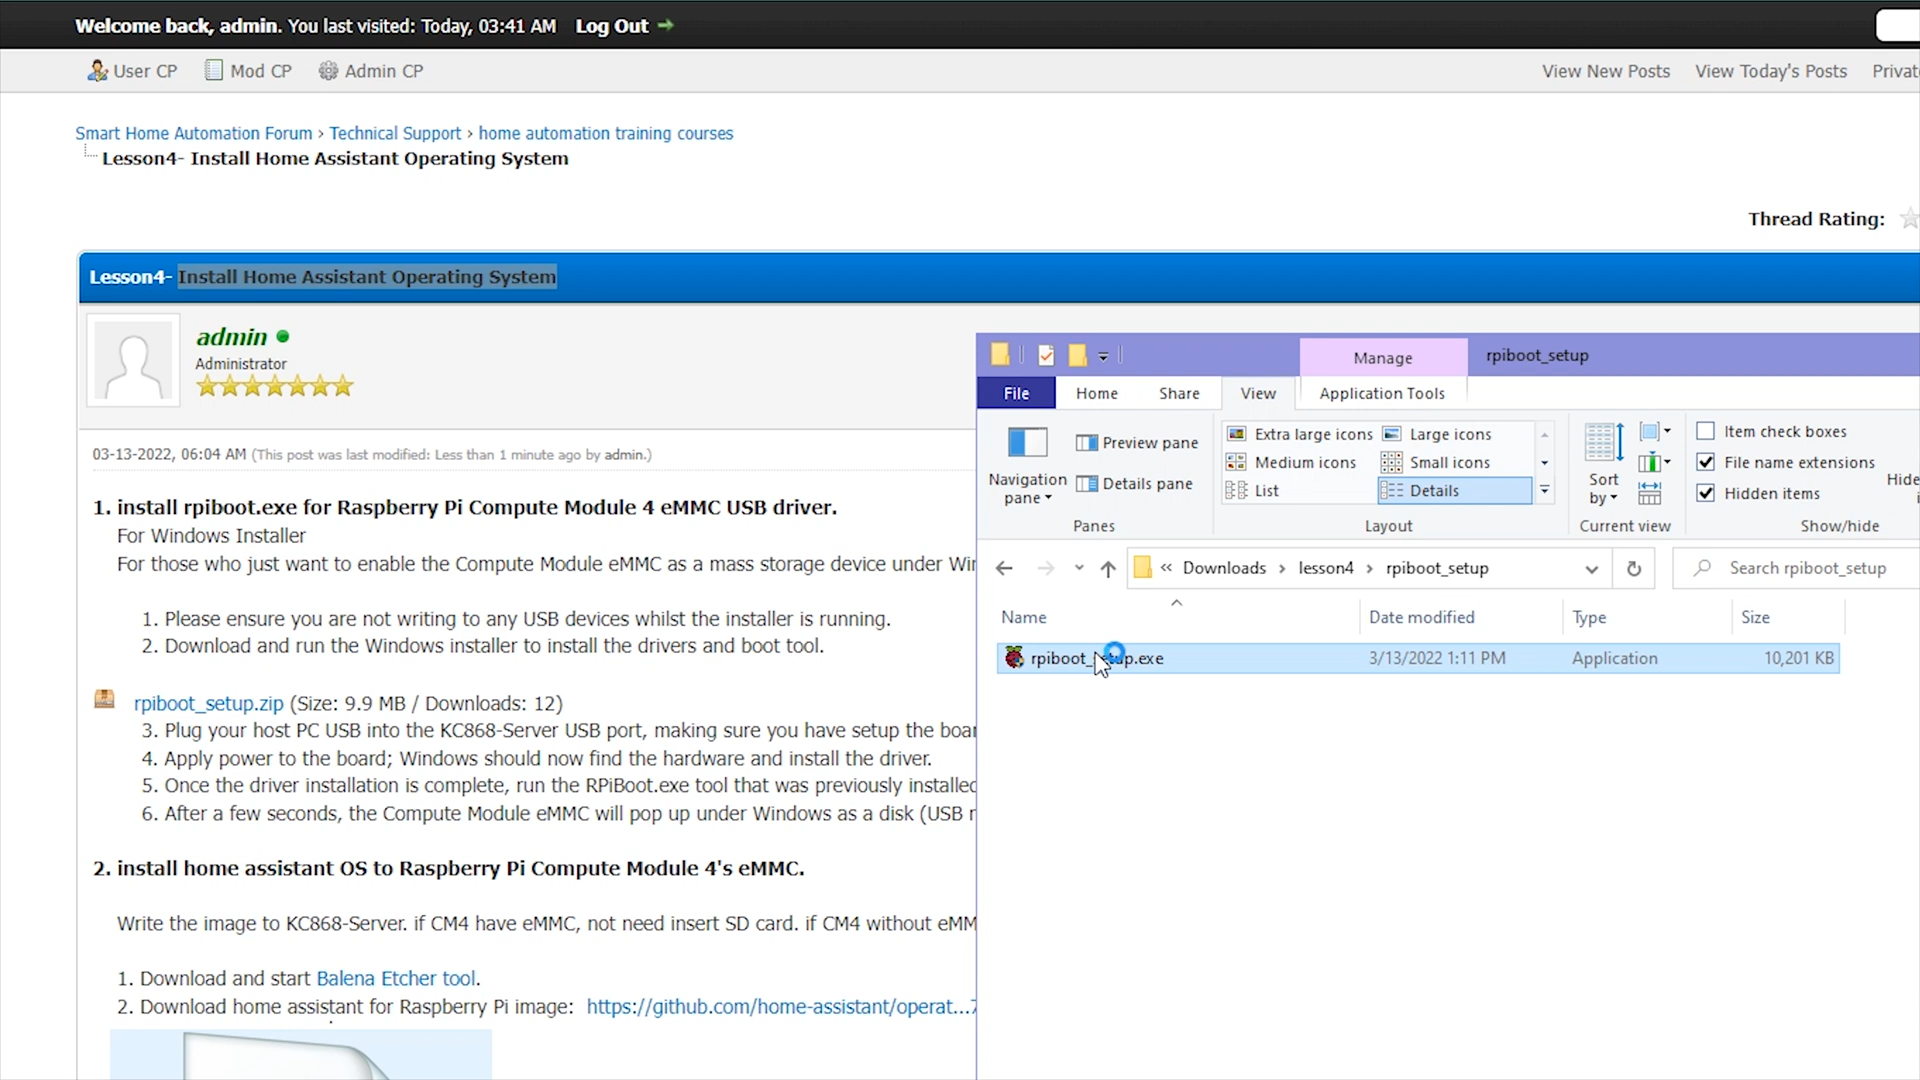 Welcome back, admin. You last visited: Today, 03:41 AM Log Out
User CP Mod CP Admin CP View New Posts View Today's Posts Privat
Smart Home Automation Forum › Technical Support › home automation training courses
Lesson4- Install Home Assistant Operating System
Thread Rating:
Lesson4- Install Home Assistant Operating System
admin
Administrator
03-13-2022, 06:04 AM (This post was last modified: Less than 1 minute ago by admin.)
1. install rpiboot.exe for Raspberry Pi Compute Module 4 eMMC USB driver.
For Windows Installer
For those who just want to enable the Compute Module eMMC as a mass storage device under Wi
1. Please ensure you are not writing to any USB devices whilst the installer is running.
2. Download and run the Windows installer to install the drivers and boot tool.
rpiboot_setup.zip (Size: 9.9 MB / Downloads: 12)
3. Plug your host PC USB into the KC868-Server USB port, making sure you have setup the boa
4. Apply power to the board; Windows should now find the hardware and install the driver.
5. Once the driver installation is complete, run the RPiBoot.exe tool that was previously installed
6. After a few seconds, the Compute Module eMMC will pop up under Windows as a disk (USB
2. install home assistant OS to Raspberry Pi Compute Module 4's eMMC.
Write the image to KC868-Server. if CM4 have eMMC, not need insert SD card. if CM4 without eMM
1. Download and start Balena Etcher tool.
2. Download home assistant for Raspberry Pi image: https://github.com/home-assistant/operat...7
Manage rpiboot_setup
File Home Share View Application Tools
Navigation pane
Preview pane
Details pane
Panes
Extra large icons Large icons
Medium icons Small icons
List Details
Layout
Sort by
Current view
Item check boxes
File name extensions
Hidden items
Hide
Show/hide
« Downloads › lesson4 › rpiboot_setup
Search rpiboot_setup
Name Date modified Type Size
rpiboot_setup.exe 3/13/2022 1:11 PM Application 10,201 KB